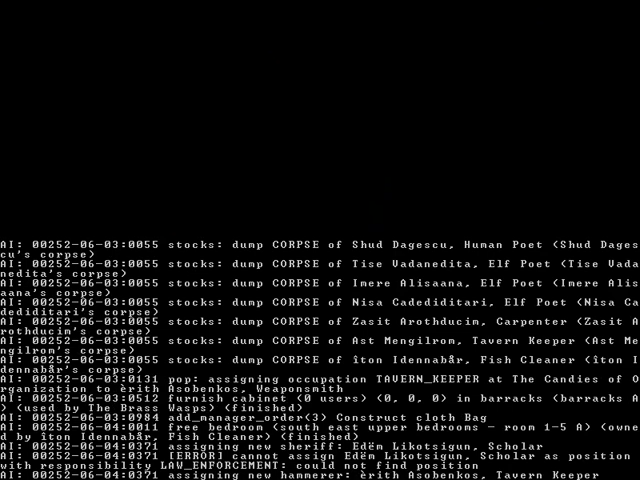 AI: 00252-06-03:0055 stocks: dump CORPSE of Shud Dagescu, Human Poet (Shud Dages
cu's corpse)
AI: 00252-06-03:0055 stocks: dump CORPSE of Tise Vadanedita, Elf Poet (Tise Vada
nedita's corpse)
AI: 00252-06-03:0055 stocks: dump CORPSE of Imere Alisaana, Elf Poet (Imere Alis
aana's corpse)
AI: 00252-06-03:0055 stocks: dump CORPSE of Nisa Cadediditari, Elf Poet (Nisa Ca
dediditari's corpse)
AI: 00252-06-03:0055 stocks: dump CORPSE of Zasit Arothducim, Carpenter (Zasit A
rothducim's corpse)
AI: 00252-06-03:0055 stocks: dump CORPSE of Ast Mengilrom, Tavern Keeper (Ast Me
ngilrom's corpse)
AI: 00252-06-03:0055 stocks: dump CORPSE of îton Idennabår, Fish Cleaner (îton I
dennabår's corpse)
AI: 00252-06-03:0131 pop: assigning occupation TAVERN_KEEPER at The Candies of O
rganization to èrith Asobenkos, Weaponsmith
AI: 00252-06-03:0512 furnish cabinet (0 users) (0, 0, 0) in barracks (barracks A
) (used by The Brass Wasps) (finished)
AI: 00252-06-03:0984 add_manager_order(3) Construct cloth Bag
AI: 00252-06-04:0011 free bedroom (south east upper bedrooms - room 1-5 A) (owne
d by îton Idennabår, Fish Cleaner) (finished)
AI: 00252-06-04:0371 assigning new sheriff: Edëm Likotsigun, Scholar
AI: 00252-06-04:0371 [ERROR] cannot assign Edëm Likotsigun, Scholar as position
with responsibility LAW_ENFORCEMENT: could not find position
AI: 00252-06-04:0371 assigning new hammerer: èrith Asobenkos, Tavern Keeper